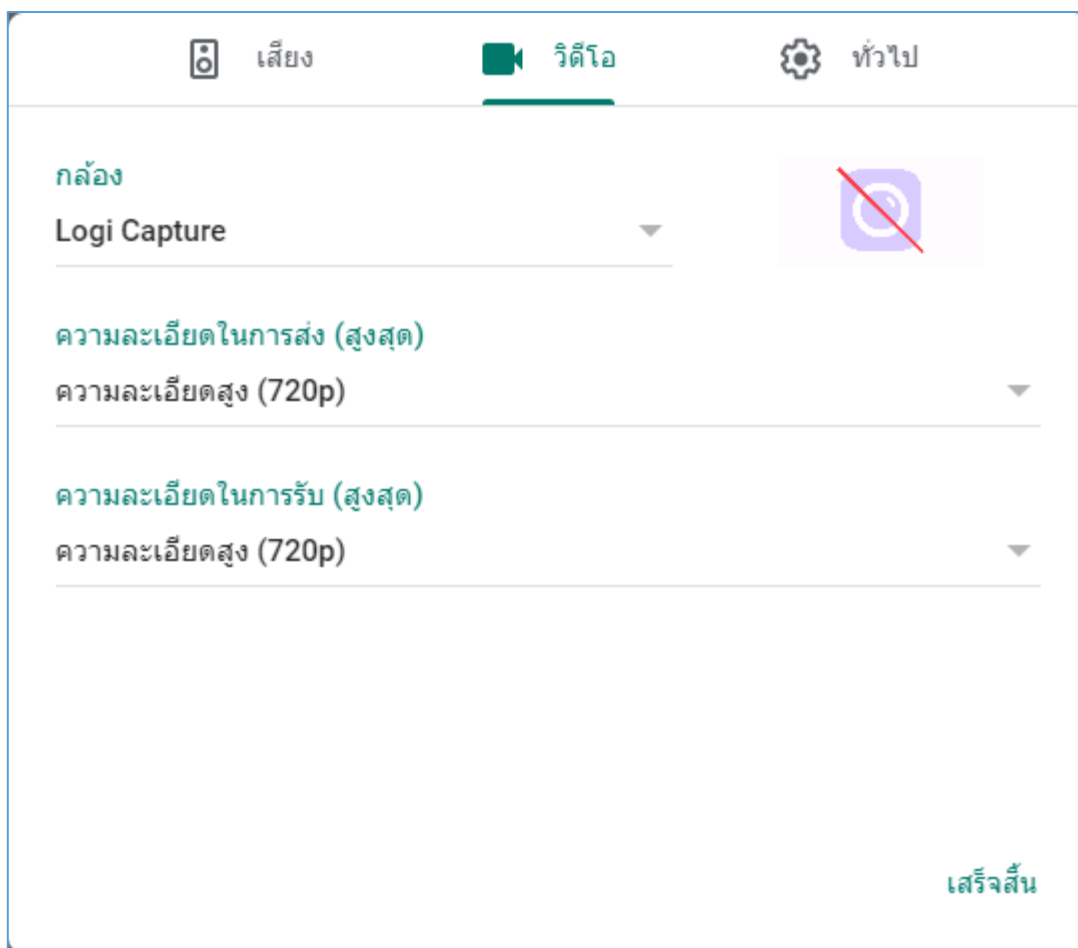 เสียง
วิดีโอ
ทั่วไป
กล้อง
Logi Capture
ความละเอียดในการส่ง (สูงสุด)
ความละเอียดสูง (720p)
ความละเอียดในการรับ (สูงสุด)
ความละเอียดสูง (720p)
เสร็จสิ้น